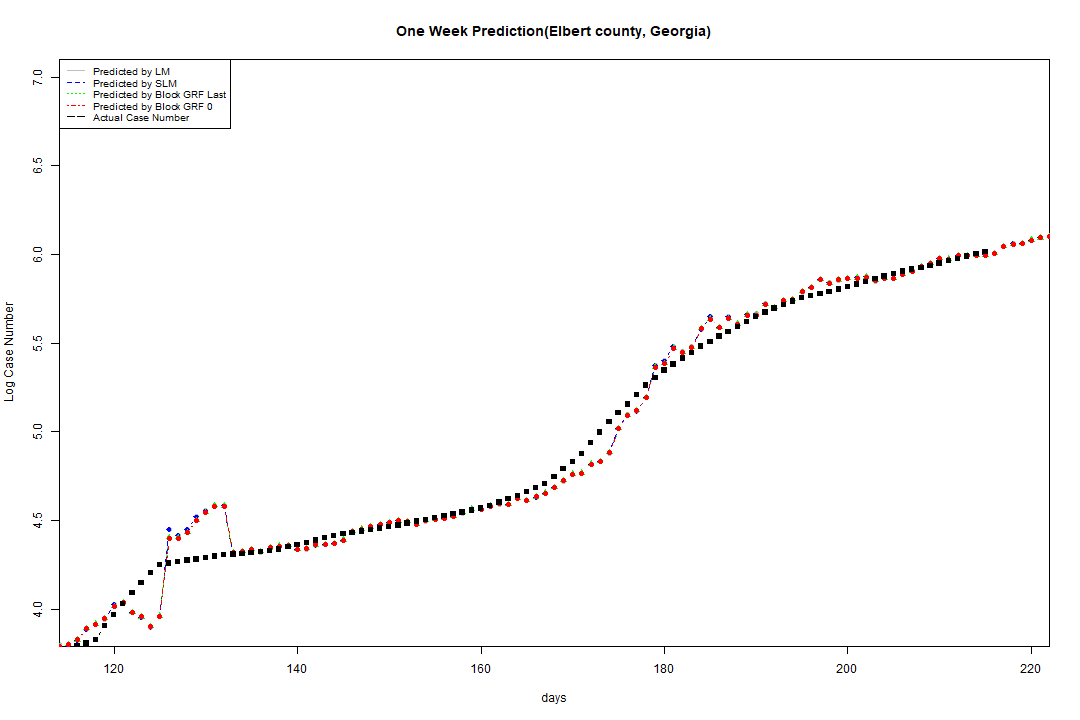 One Week Prediction(Elbert county, Georgia)
Predicted by LM
Predicted by SLM
Predicted by Block GRF Last
Predicted by Block GRF 0
Actual Case Number
7.0
6.5
6.0
5.5
5.0
4.5
4.0
Log Case Number
120 140 160 180 200 220
days